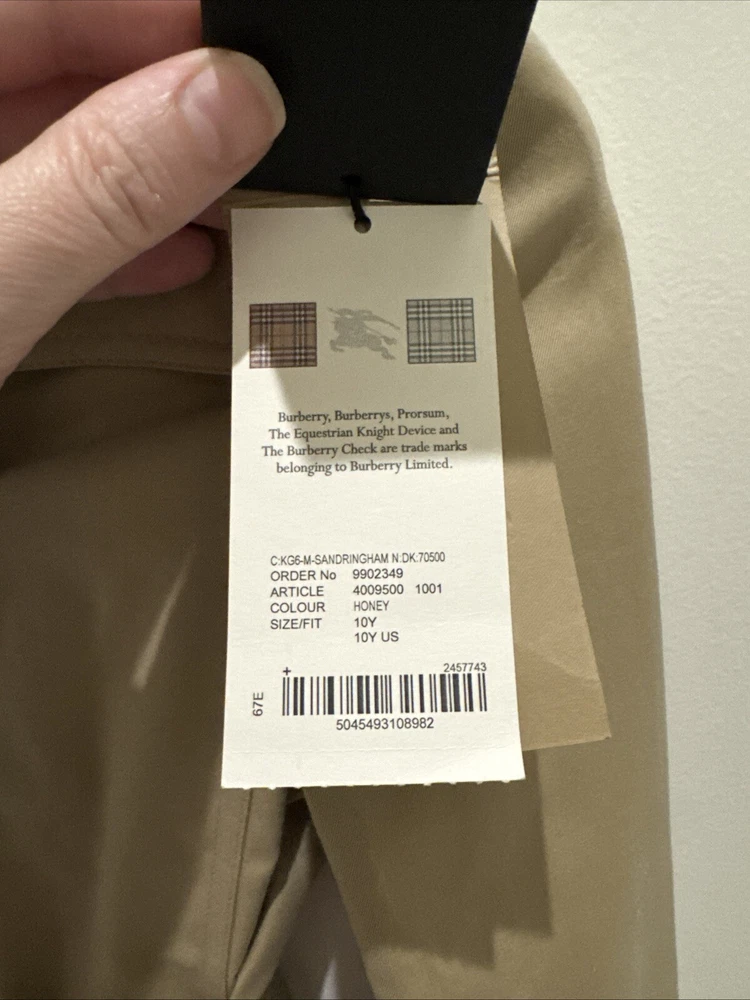 Burberry, Burberrys, Prorsum,
The Equestrian Knight Device and
The Burberry Check are trade marks
belonging to Burberry Limited.
C:KG6-M-SANDRINGHAM N:DK:70500
ORDER No 9902349
ARTICLE 4009500 1001
COLOUR HONEY
SIZE/FIT 10Y
10Y US
+ 2457743
67E
5045493108982